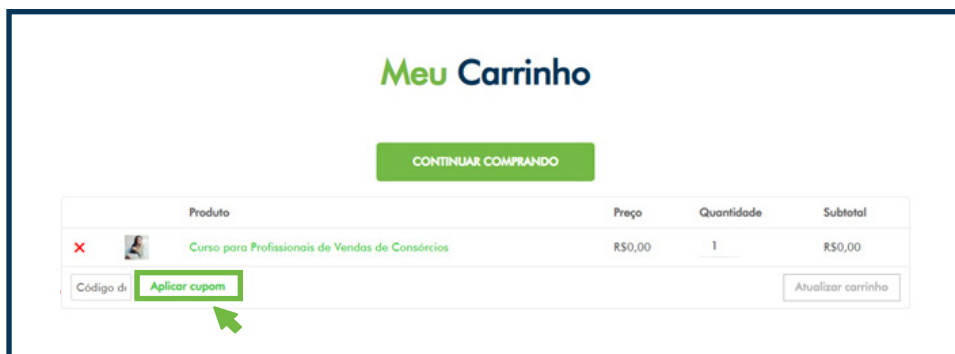 Meu Carrinho
CONTINUAR COMPRANDO
Produto Preço Quantidade Subtotal
Curso para Profissionais de Vendas de Consórcios R$0,00 1 R$0,00
Código d Aplicar cupom Atualizar carrinho